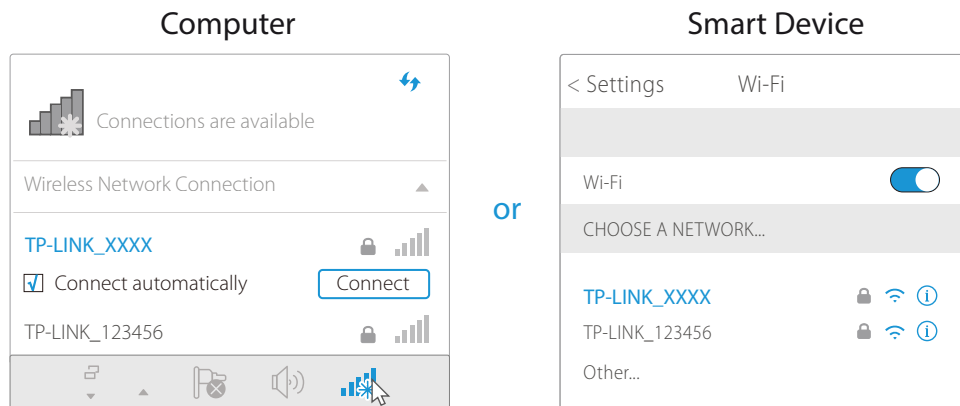 Computer
Connections are available
Wireless Network Connection
TP-LINK_XXXX
Connect automatically
Connect
TP-LINK_123456
or
Smart Device
< Settings Wi-Fi
Wi-Fi
CHOOSE A NETWORK...
TP-LINK_XXXX
TP-LINK_123456
Other...